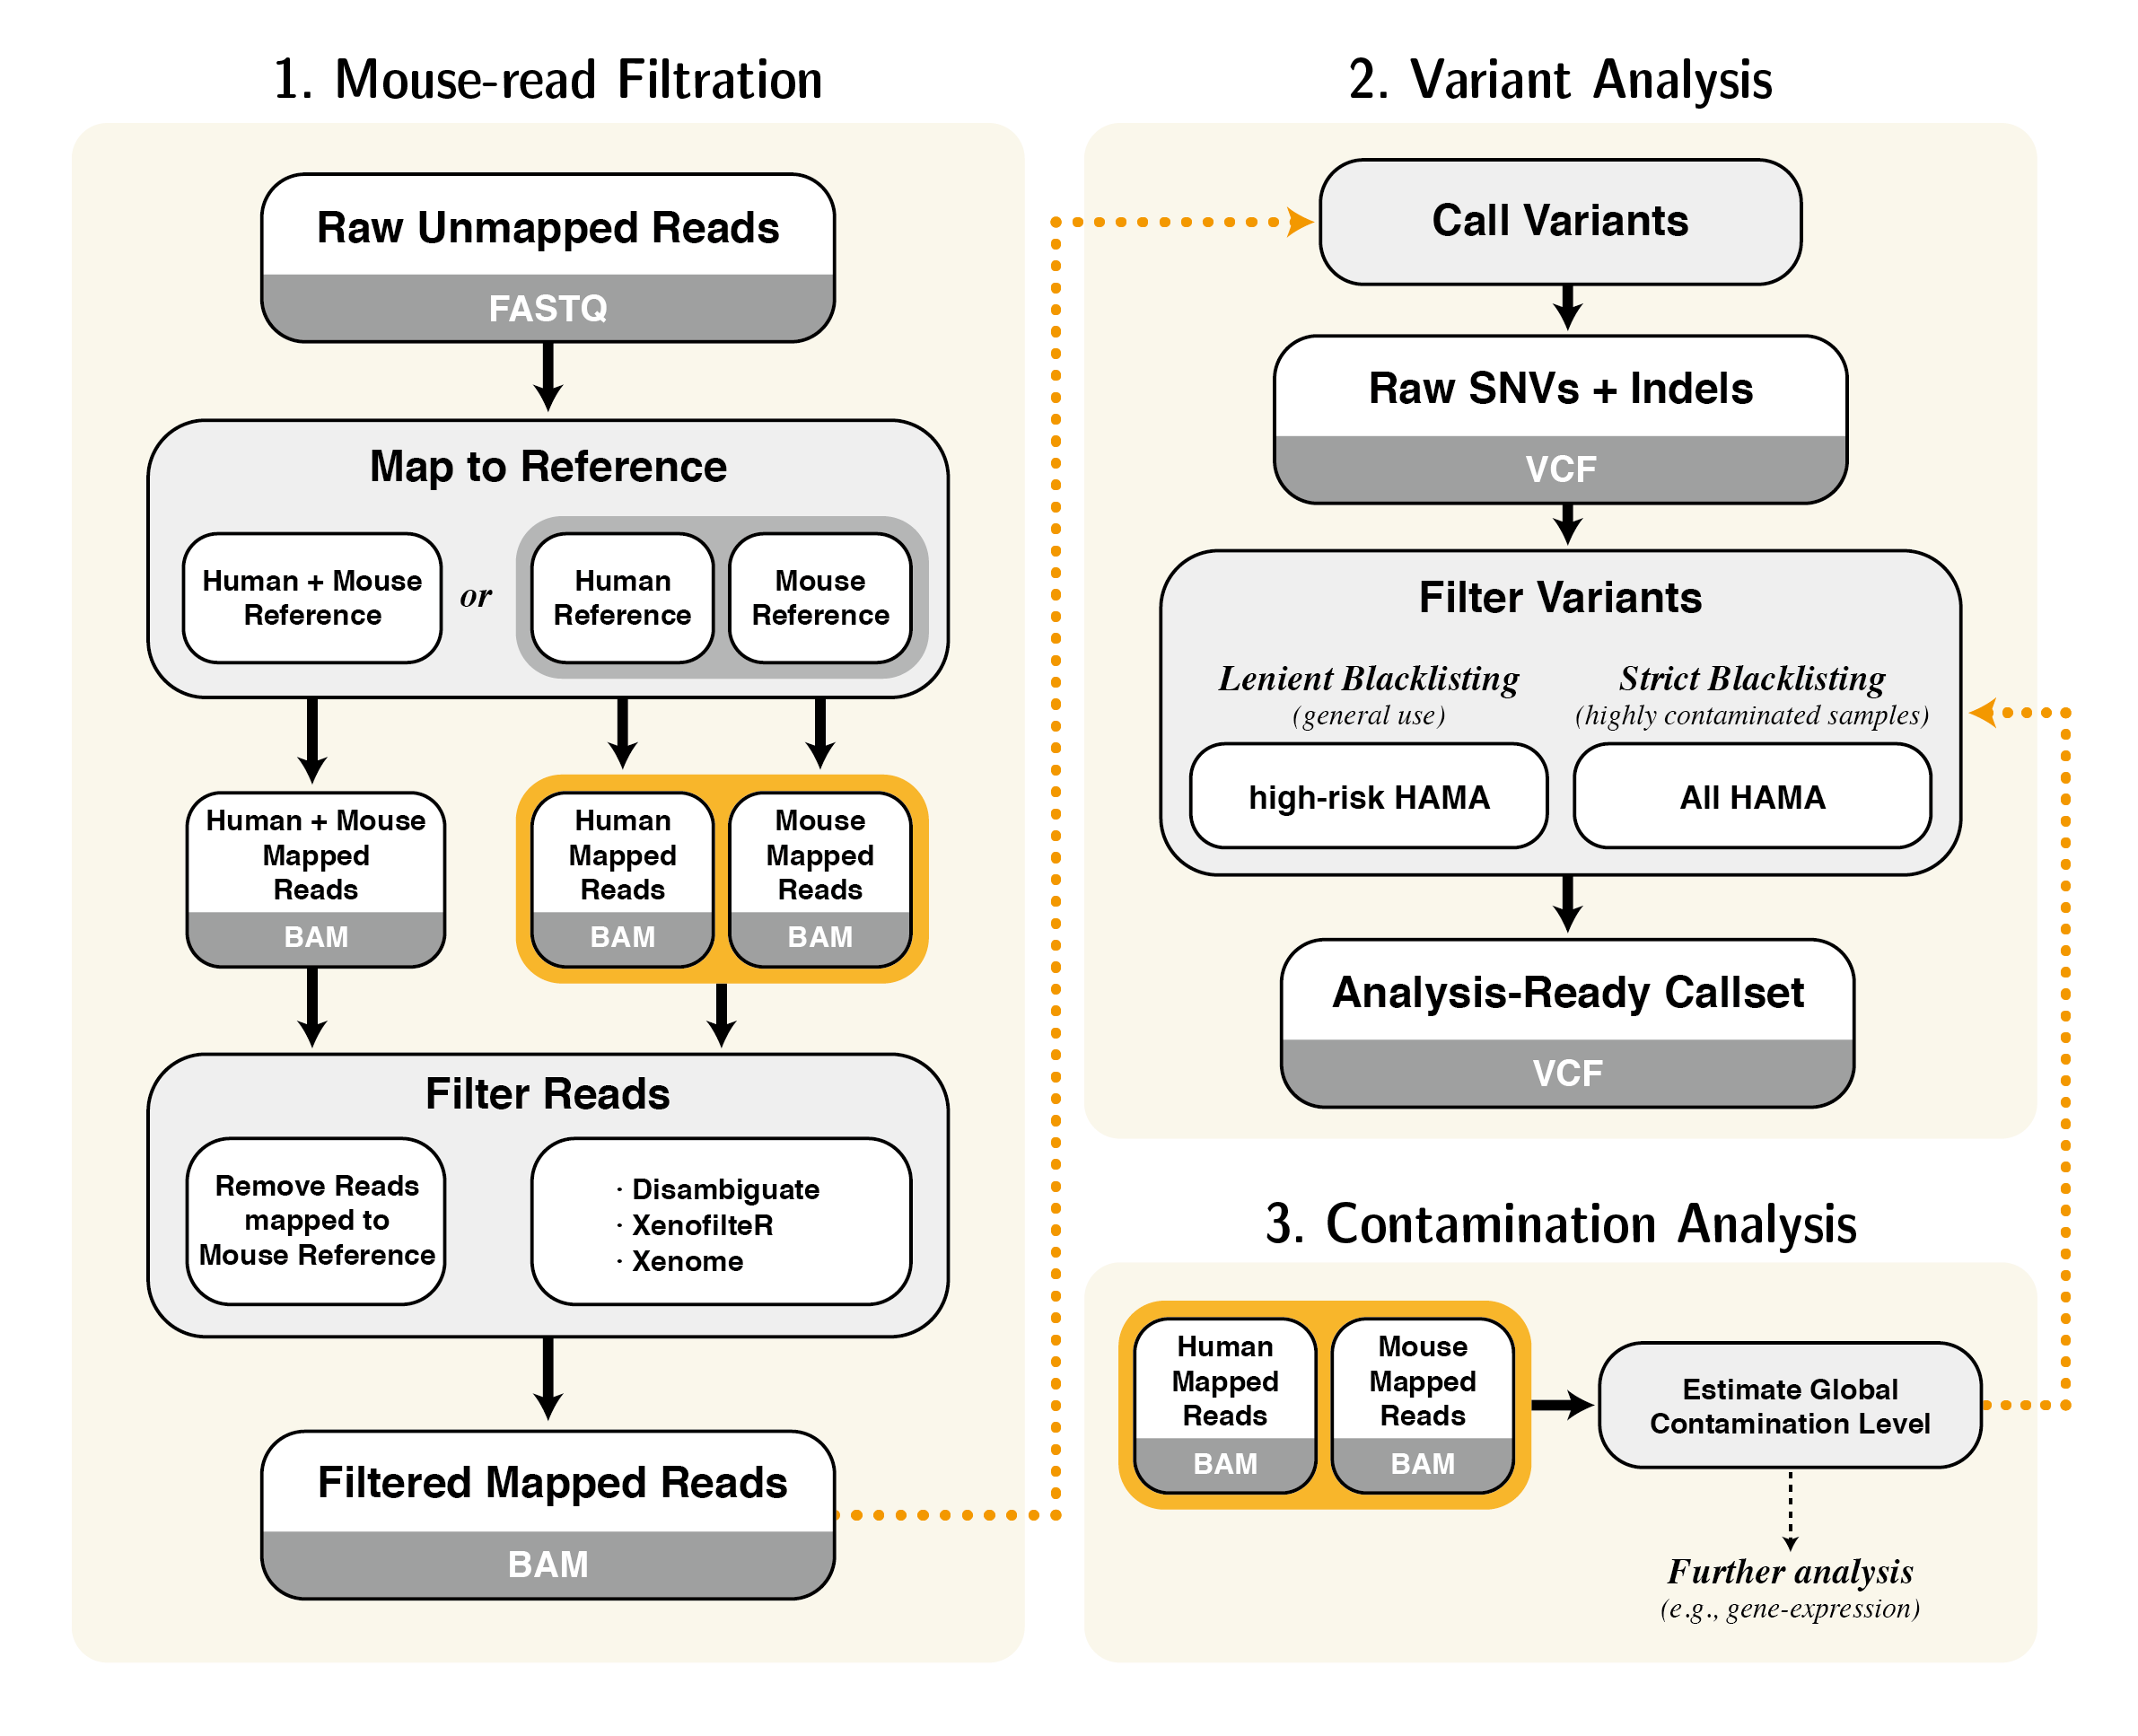 1. Mouse-read Filtration
Raw Unmapped Reads
FASTQ
Map to Reference
Human + Mouse
Reference
or
Human
Reference
Mouse
Reference
Human + Mouse
Mapped
Reads
BAM
Human
Mapped
Reads
BAM
Mouse
Mapped
Reads
BAM
Filter Reads
Remove Reads
mapped to
Mouse Reference
· Disambiguate
· XenofilteR
· Xenome
Filtered Mapped Reads
BAM
2. Variant Analysis
Call Variants
Raw SNVs + Indels
VCF
Filter Variants
Lenient Blacklisting
(general use)
high-risk HAMA
Strict Blacklisting
(highly contaminated samples)
All HAMA
Analysis-Ready Callset
VCF
3. Contamination Analysis
Human
Mapped
Reads
BAM
Mouse
Mapped
Reads
BAM
Estimate Global
Contamination Level
Further analysis
(e.g., gene-expression)